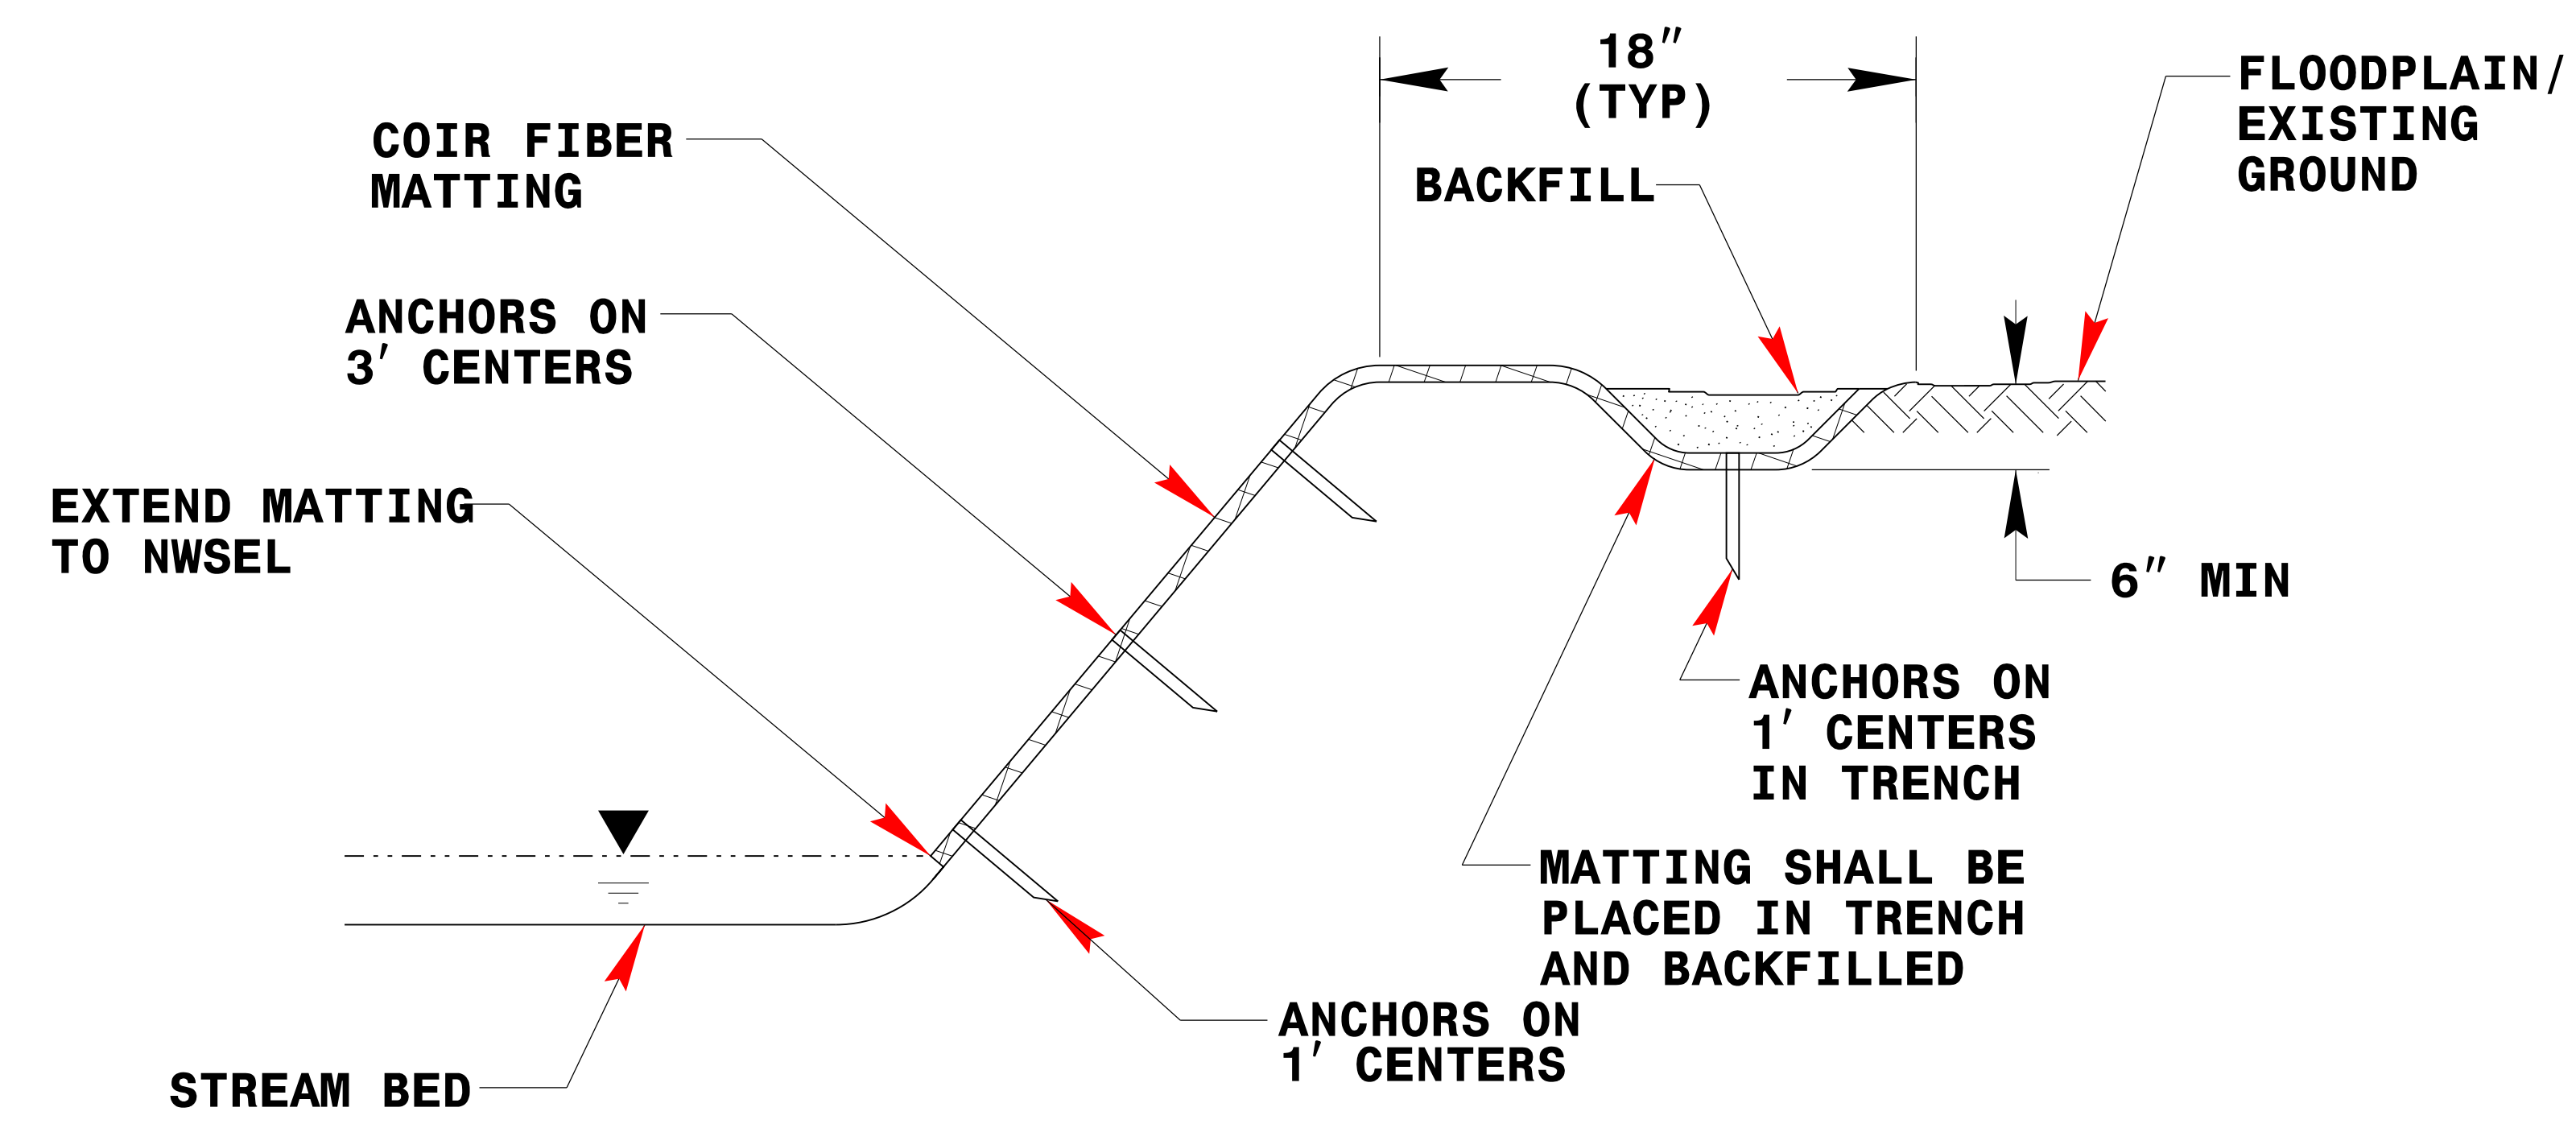 18"
(TYP)
FLOODPLAIN/
EXISTING
GROUND
COIR FIBER
MATTING
BACKFILL
ANCHORS ON
3' CENTERS
EXTEND MATTING
TO NWSEL
6" MIN
ANCHORS ON
1' CENTERS
IN TRENCH
MATTING SHALL BE
PLACED IN TRENCH
AND BACKFILLED
ANCHORS ON
1' CENTERS
STREAM BED